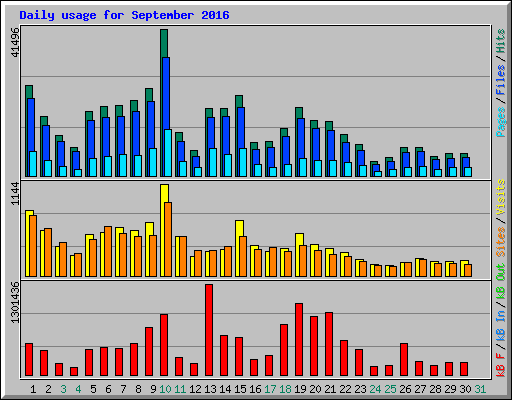 Daily usage for September 2016
41496
Pages / Files / Hits
1144
Sites / Visits
1301436
kB F / kB In / kB Out
1 2 3 4 5 6 7 8 9 10 11 12 13 14 15 16 17 18 19 20 21 22 23 24 25 26 27 28 29 30 31